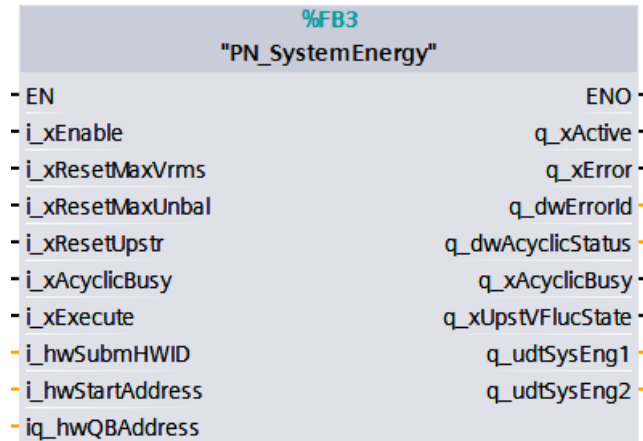 %FB3
"PN_SystemEnergy"
EN ENO
i_xEnable q_xActive
i_xResetMaxVrms q_xError
i_xResetMaxUnbal q_dwErrorId
i_xResetUpstr q_dwAcyclicStatus
i_xAcyclicBusy q_xAcyclicBusy
i_xExecute q_xUpstVFlucState
i_hwSubmHWID q_udtSysEng1
i_hwStartAddress q_udtSysEng2
iq_hwQBAddress